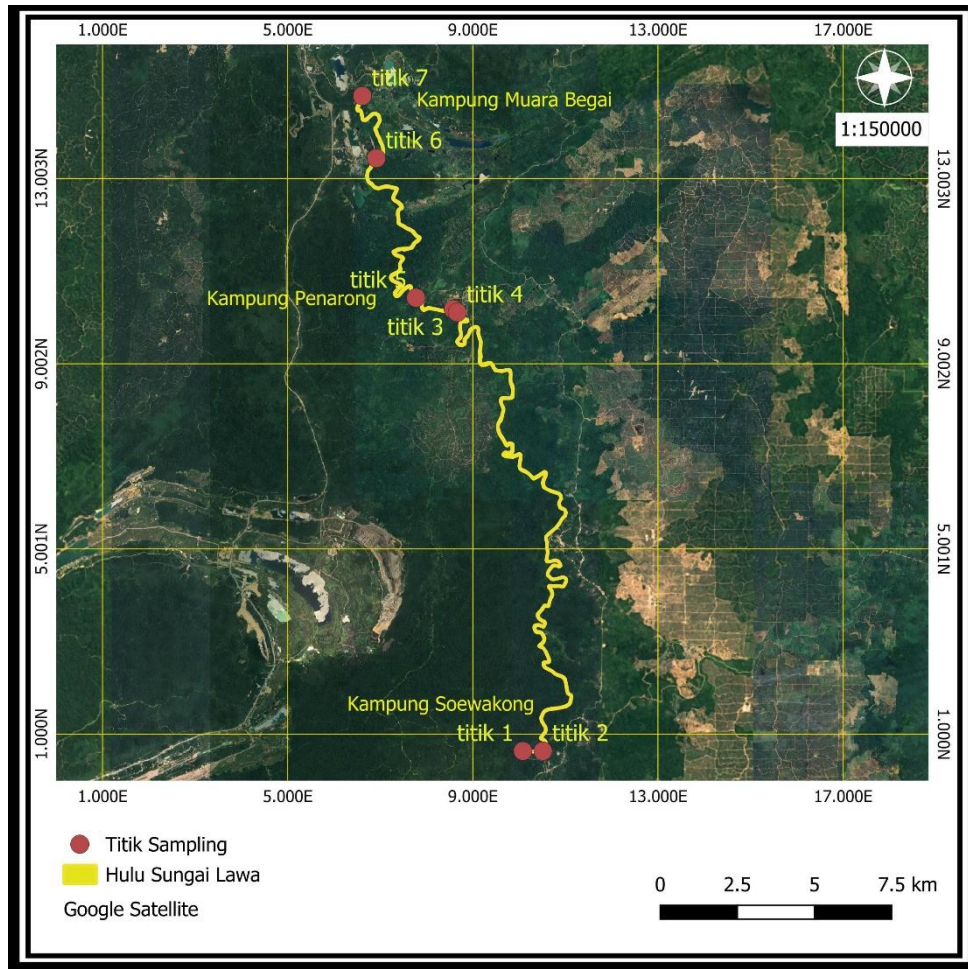 1.000E 5.000E 9.000E 13.000E 17.000E
titik 7
Kampung Muara Begai
1:150000
titik 6
13.003N 13.003N
titik 5
Kampung Penarong
titik 4
titik 3
9.002N 9.002N
5.001N 5.001N
Kampung Soewakong
titik 1 titik 2
1.000N 1.000N
1.000E 5.000E 9.000E 13.000E 17.000E
Titik Sampling
Hulu Sungai Lawa
Google Satellite
0 2.5 5 7.5 km